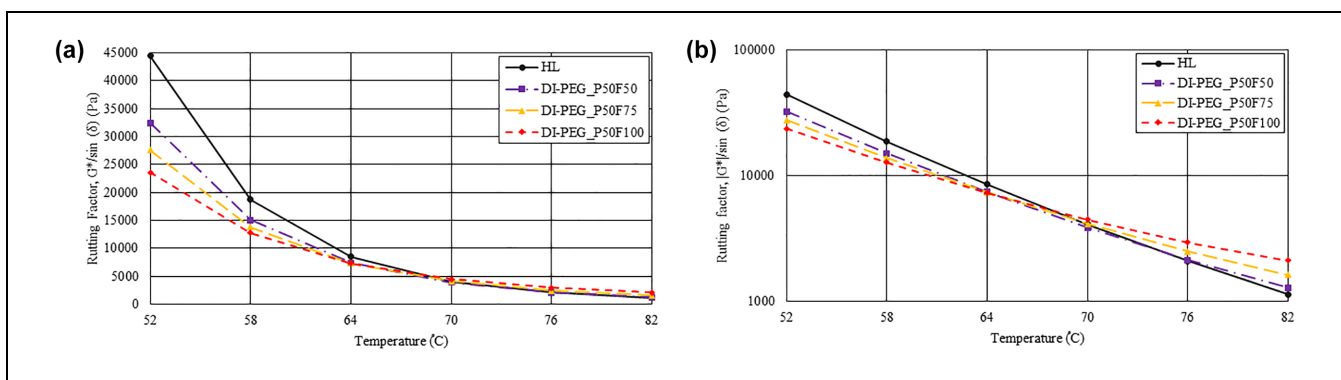 (a)
Rutting Factor, G*/sin (δ) (Pa)
45000
40000
35000
30000
25000
20000
15000
10000
5000
0
52 58 64 70 76 82
Temperature (°C)
HL
DI-PEG_P50F50
DI-PEG_P50F75
DI-PEG_P50F100
(b)
Rutting factor, |G*|/sin (δ) (Pa)
100000
10000
1000
52 58 64 70 76 82
Temperature (°C)
HL
DI-PEG_P50F50
DI-PEG_P50F75
DI-PEG_P50F100